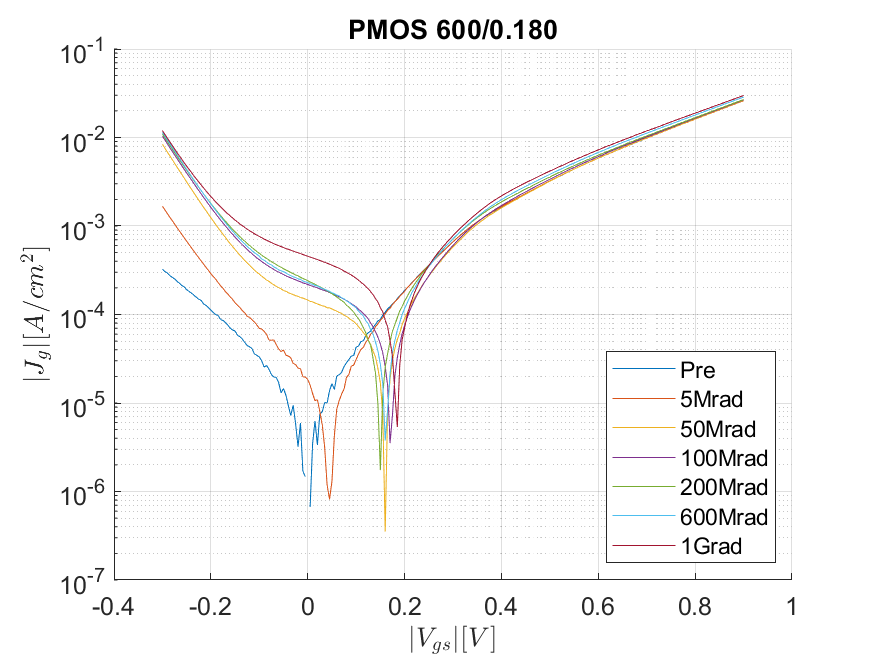 PMOS 600/0.180
10^-1
10^-2
10^-3
10^-4
10^-5
10^-6
10^-7
|J_g|[A/cm^2]
Pre
5Mrad
50Mrad
100Mrad
200Mrad
600Mrad
1Grad
-0.4 -0.2 0 0.2 0.4 0.6 0.8 1
|V_gs|[V]